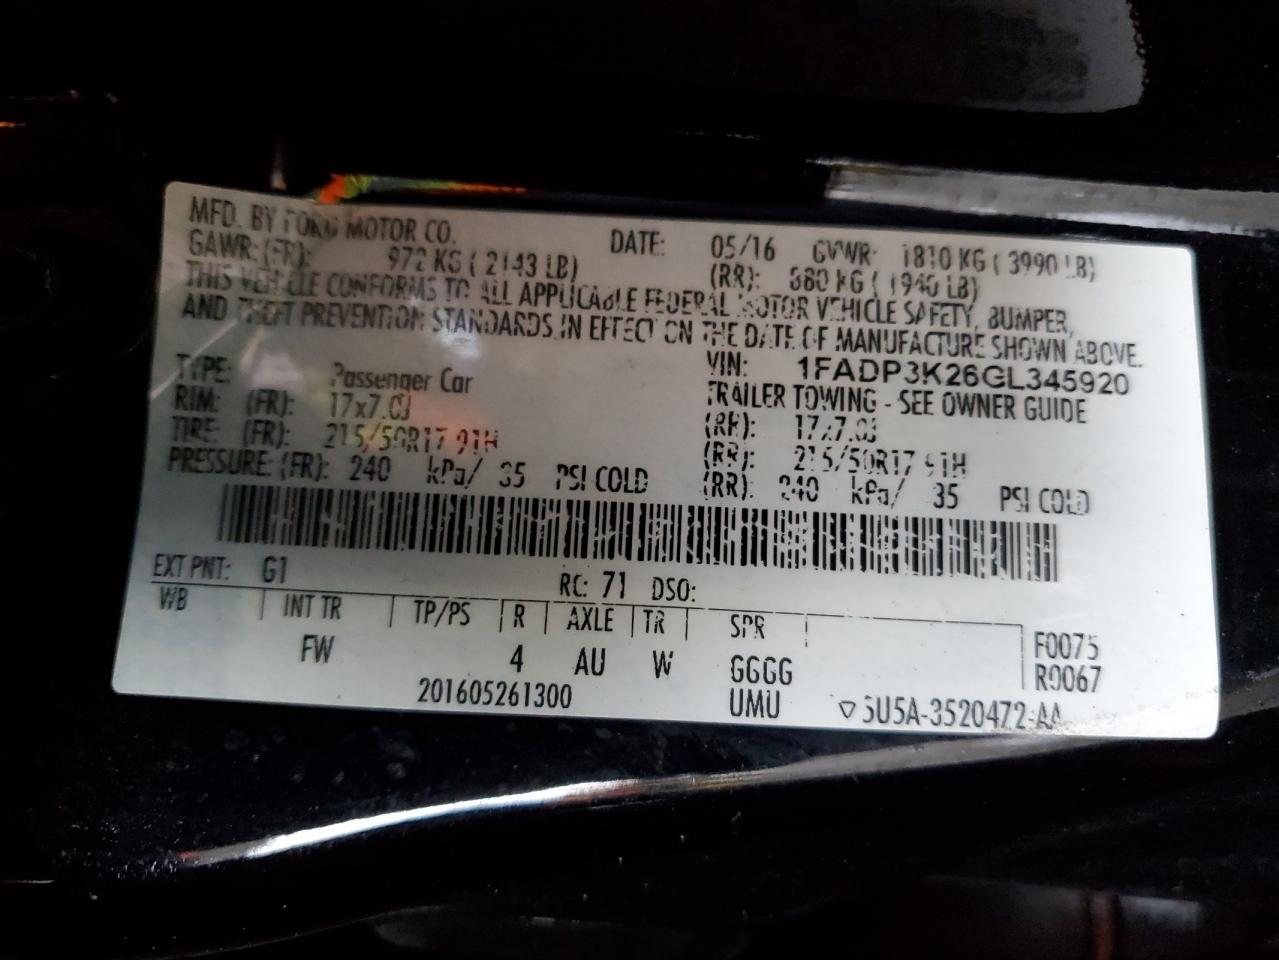 MFD. BY FORD MOTOR CO. DATE: 05/16 GVWR: 1810 KG ( 3990 LB)
GAWR: (FR): 972 KG ( 2143 LB) (RR): 880 KG ( 1940 LB)
THIS VEHICLE CONFORMS TO ALL APPLICABLE FEDERAL MOTOR VEHICLE SAFETY, BUMPER,
AND THEFT PREVENTION STANDARDS IN EFFECT ON THE DATE OF MANUFACTURE SHOWN ABOVE.
VIN: 1FADP3K26GL345920
TYPE: Passenger Car TRAILER TOWING - SEE OWNER GUIDE
RIM: (FR): 17x7.0J (RR): 17x7.0J
TIRE: (FR): 215/50R17 91H (RR): 215/50R17 91H
PRESSURE: (FR): 240 kPa/ 35 PSI COLD (RR): 240 kPa/ 35 PSI COLD
EXT PNT: G1 RC: 71 DSO:
WB INT TR TP/PS R AXLE TR SPR F0075
FW 4 AU W GGGG R0067
201605261300 UMU ▽ 5U5A-3520472-AA